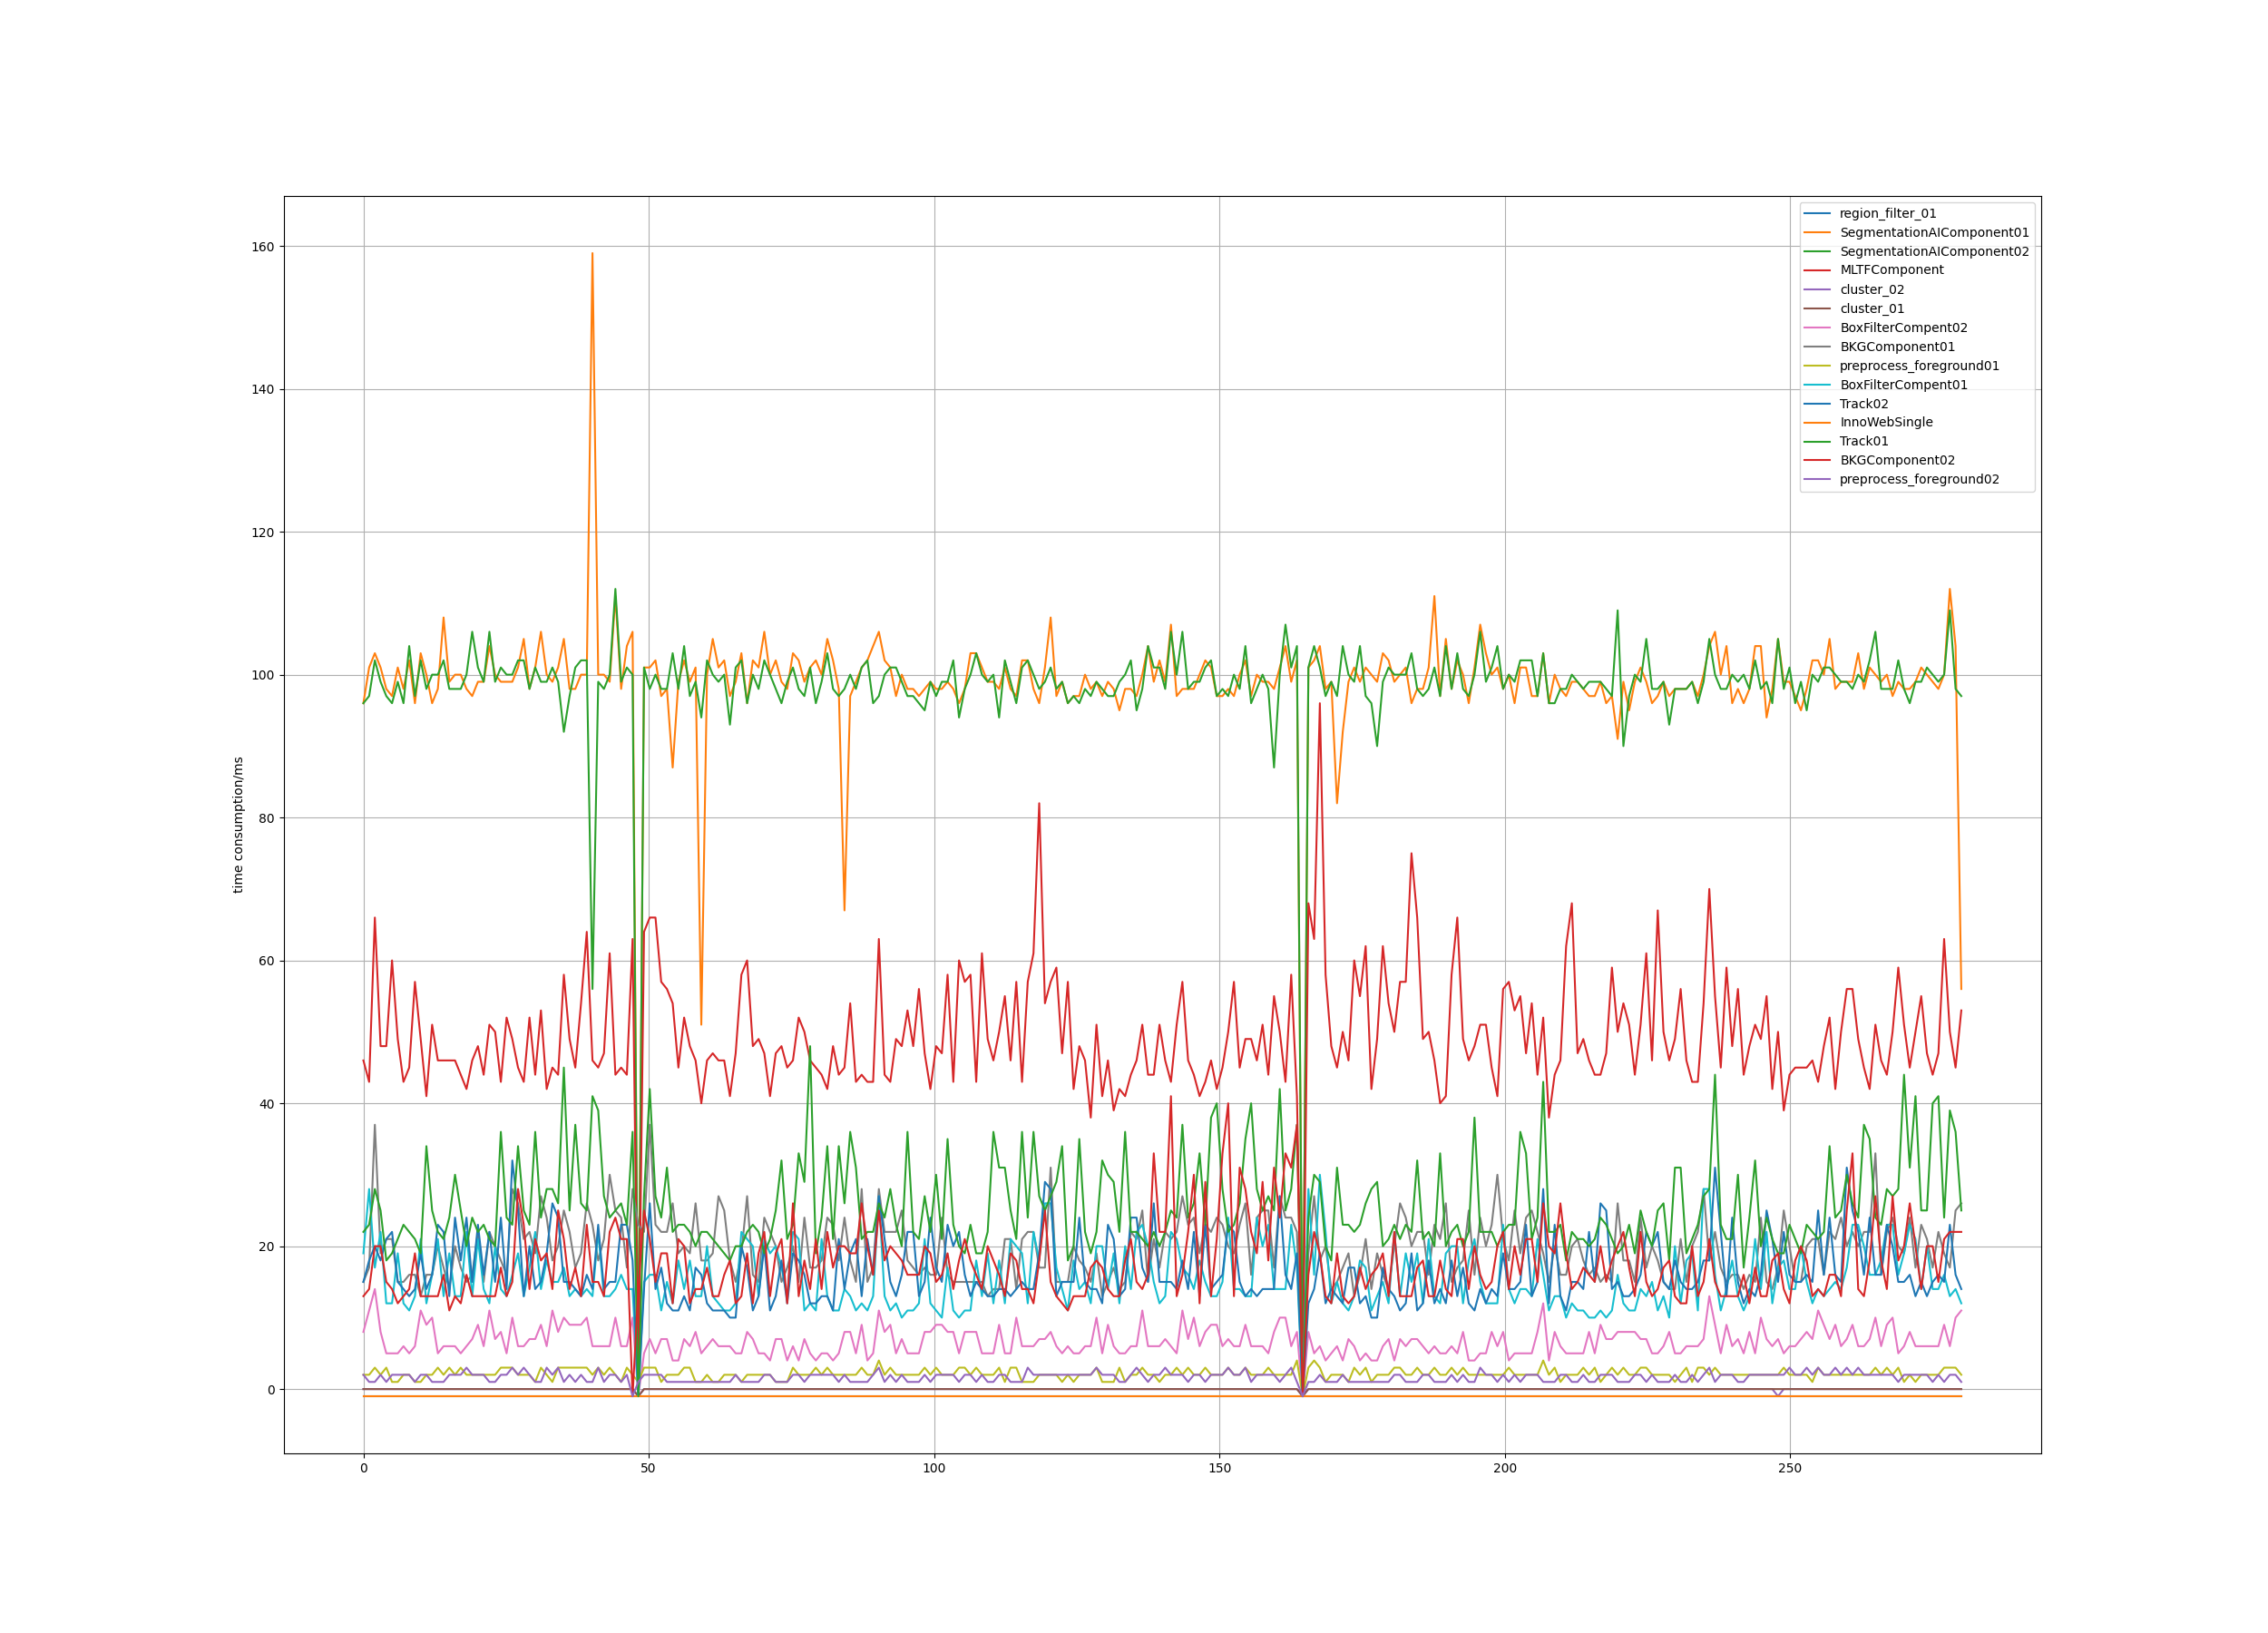 160
140
120
100
80
60
40
20
0
time consumption/ms
0 50 100 150 200 250
region_filter_01
SegmentationAIComponent01
SegmentationAIComponent02
MLTFComponent
cluster_02
cluster_01
BoxFilterCompent02
BKGComponent01
preprocess_foreground01
BoxFilterCompent01
Track02
InnoWebSingle
Track01
BKGComponent02
preprocess_foreground02